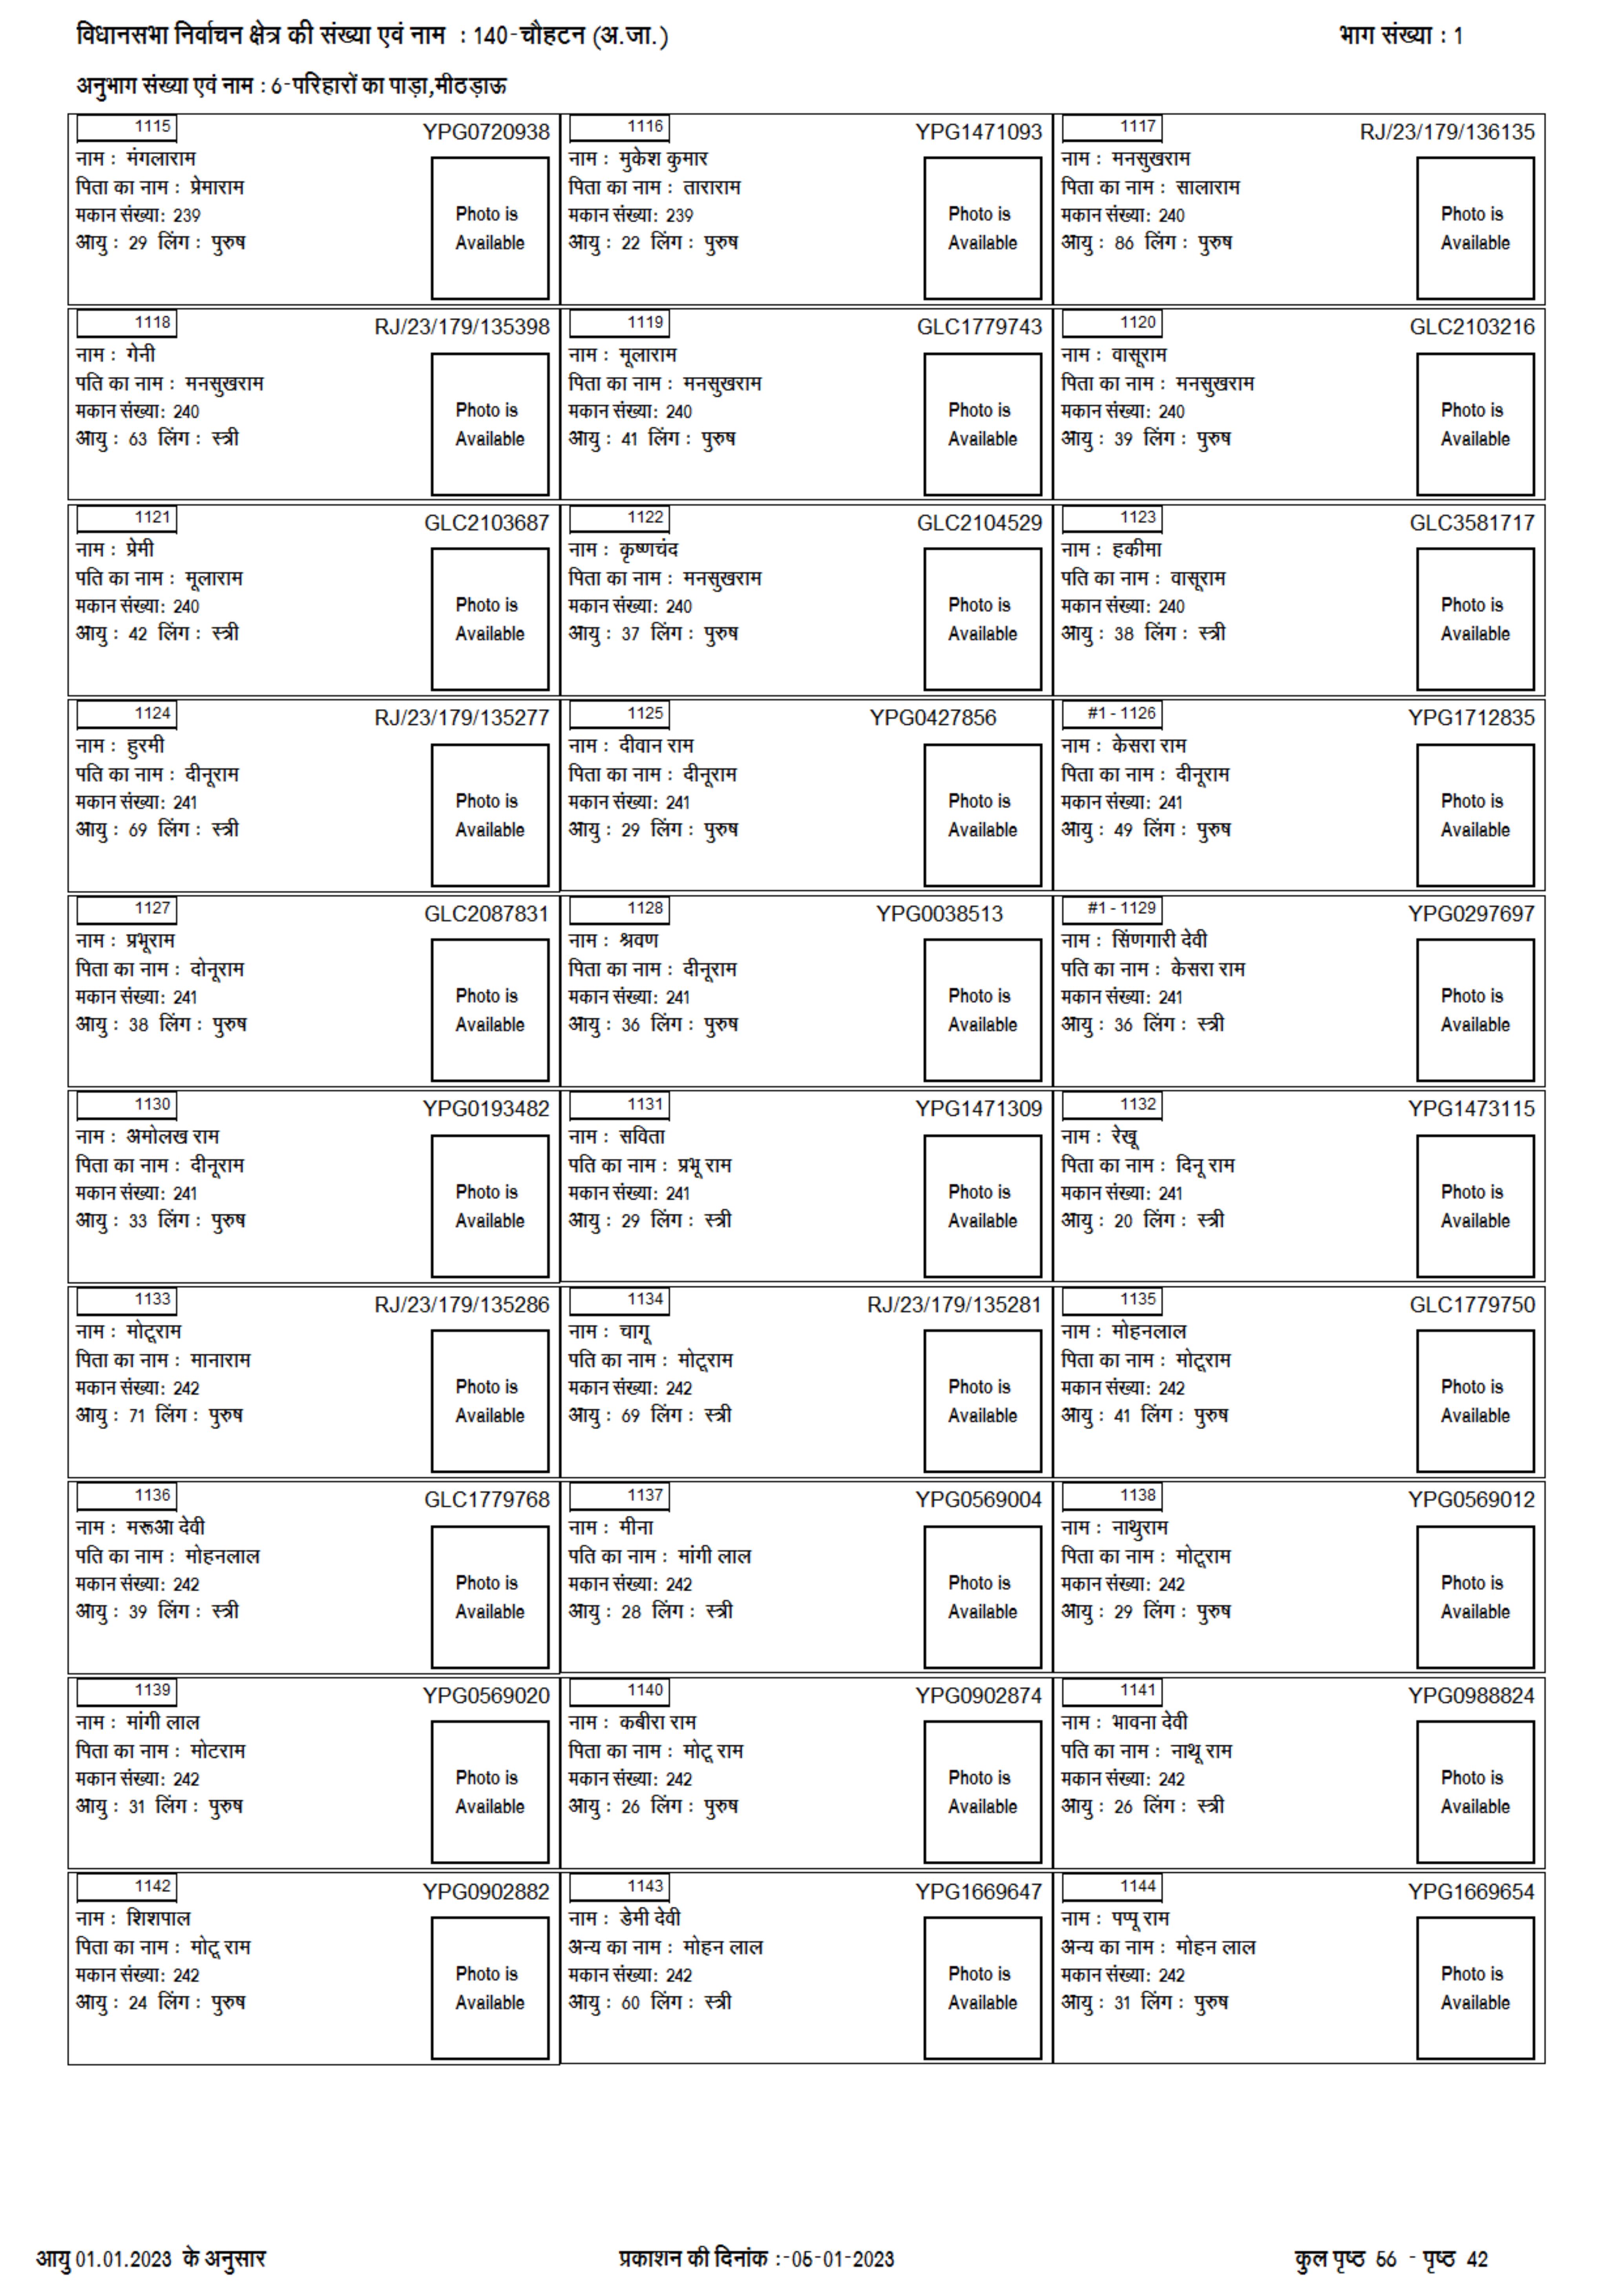 विधानसभा निर्वाचन क्षेत्र की संख्या एवं नाम : 140-चौहटन (अ.जा.) भाग संख्या : 1
अनुभाग संख्या एवं नाम : 6-परिहारों का पाड़ा,मीठड़ाऊ
1115 YPG0720938
नाम : मंगलाराम
पिता का नाम : प्रेमाराम
मकान संख्या: 239
आयु : 29 लिंग : पुरुष
Photo is
Available
1116 YPG1471093
नाम : मुकेश कुमार
पिता का नाम : ताराराम
मकान संख्या: 239
आयु : 22 लिंग : पुरुष
Photo is
Available
1117 RJ/23/179/136135
नाम : मनसुखराम
पिता का नाम : सालाराम
मकान संख्या: 240
आयु : 86 लिंग : पुरुष
Photo is
Available
1118 RJ/23/179/135398
नाम : गेनी
पति का नाम : मनसुखराम
मकान संख्या: 240
आयु : 63 लिंग : स्त्री
Photo is
Available
1119 GLC1779743
नाम : मूलाराम
पिता का नाम : मनसुखराम
मकान संख्या: 240
आयु : 41 लिंग : पुरुष
Photo is
Available
1120 GLC2103216
नाम : वासूराम
पिता का नाम : मनसुखराम
मकान संख्या: 240
आयु : 39 लिंग : पुरुष
Photo is
Available
1121 GLC2103687
नाम : प्रेमी
पति का नाम : मूलाराम
मकान संख्या: 240
आयु : 42 लिंग : स्त्री
Photo is
Available
1122 GLC2104529
नाम : कृष्णचंद
पिता का नाम : मनसुखराम
मकान संख्या: 240
आयु : 37 लिंग : पुरुष
Photo is
Available
1123 GLC3581717
नाम : हकीमा
पति का नाम : वासूराम
मकान संख्या: 240
आयु : 38 लिंग : स्त्री
Photo is
Available
1124 RJ/23/179/135277
नाम : हुरमी
पति का नाम : दीनूराम
मकान संख्या: 241
आयु : 69 लिंग : स्त्री
Photo is
Available
1125 YPG0427856
नाम : दीवान राम
पिता का नाम : दीनूराम
मकान संख्या: 241
आयु : 29 लिंग : पुरुष
Photo is
Available
#1 - 1126 YPG1712835
नाम : केसरा राम
पिता का नाम : दीनूराम
मकान संख्या: 241
आयु : 49 लिंग : पुरुष
Photo is
Available
1127 GLC2087831
नाम : प्रभूराम
पिता का नाम : दोनूराम
मकान संख्या: 241
आयु : 38 लिंग : पुरुष
Photo is
Available
1128 YPG0038513
नाम : श्रवण
पिता का नाम : दीनूराम
मकान संख्या: 241
आयु : 36 लिंग : पुरुष
Photo is
Available
#1 - 1129 YPG0297697
नाम : सिंणगारी देवी
पति का नाम : केसरा राम
मकान संख्या: 241
आयु : 36 लिंग : स्त्री
Photo is
Available
1130 YPG0193482
नाम : अमोलख राम
पिता का नाम : दीनूराम
मकान संख्या: 241
आयु : 33 लिंग : पुरुष
Photo is
Available
1131 YPG1471309
नाम : सविता
पति का नाम : प्रभू राम
मकान संख्या: 241
आयु : 29 लिंग : स्त्री
Photo is
Available
1132 YPG1473115
नाम : रेखू
पिता का नाम : दिनू राम
मकान संख्या: 241
आयु : 20 लिंग : स्त्री
Photo is
Available
1133 RJ/23/179/135286
नाम : मोटूराम
पिता का नाम : मानाराम
मकान संख्या: 242
आयु : 71 लिंग : पुरुष
Photo is
Available
1134 RJ/23/179/135281
नाम : चागू
पति का नाम : मोटूराम
मकान संख्या: 242
आयु : 69 लिंग : स्त्री
Photo is
Available
1135 GLC1779750
नाम : मोहनलाल
पिता का नाम : मोटूराम
मकान संख्या: 242
आयु : 41 लिंग : पुरुष
Photo is
Available
1136 GLC1779768
नाम : मरूआ देवी
पति का नाम : मोहनलाल
मकान संख्या: 242
आयु : 39 लिंग : स्त्री
Photo is
Available
1137 YPG0569004
नाम : मीना
पति का नाम : मांगी लाल
मकान संख्या: 242
आयु : 28 लिंग : स्त्री
Photo is
Available
1138 YPG0569012
नाम : नाथुराम
पिता का नाम : मोटूराम
मकान संख्या: 242
आयु : 29 लिंग : पुरुष
Photo is
Available
1139 YPG0569020
नाम : मांगी लाल
पिता का नाम : मोटराम
मकान संख्या: 242
आयु : 31 लिंग : पुरुष
Photo is
Available
1140 YPG0902874
नाम : कबीरा राम
पिता का नाम : मोटू राम
मकान संख्या: 242
आयु : 26 लिंग : पुरुष
Photo is
Available
1141 YPG0988824
नाम : भावना देवी
पति का नाम : नाथू राम
मकान संख्या: 242
आयु : 26 लिंग : स्त्री
Photo is
Available
1142 YPG0902882
नाम : शिशपाल
पिता का नाम : मोटू राम
मकान संख्या: 242
आयु : 24 लिंग : पुरुष
Photo is
Available
1143 YPG1669647
नाम : डेमी देवी
अन्य का नाम : मोहन लाल
मकान संख्या: 242
आयु : 60 लिंग : स्त्री
Photo is
Available
1144 YPG1669654
नाम : पप्पू राम
अन्य का नाम : मोहन लाल
मकान संख्या: 242
आयु : 31 लिंग : पुरुष
Photo is
Available
आयु 01.01.2023 के अनुसार प्रकाशन की दिनांक :-05-01-2023 कुल पृष्ठ 56 - पृष्ठ 42